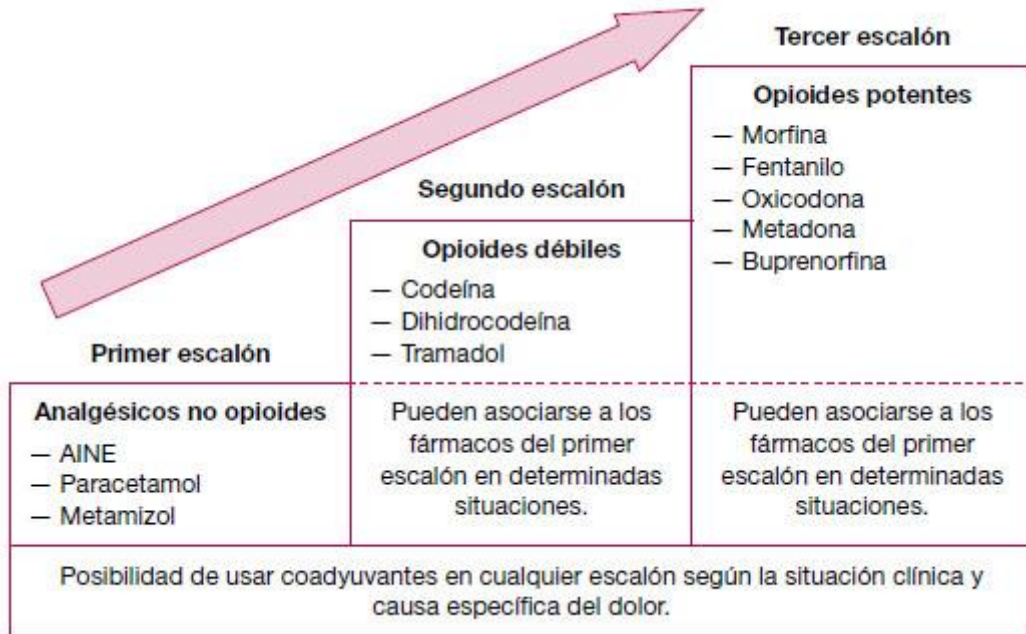 Primer escalón
Analgésicos no opioides
— AINE
— Paracetamol
— Metamizol
Segundo escalón
Opioides débiles
— Codeína
— Dihidrocodeína
— Tramadol
Pueden asociarse a los
fármacos del primer
escalón en determinadas
situaciones.
Tercer escalón
Opioides potentes
— Morfina
— Fentanilo
— Oxicodona
— Metadona
— Buprenorfina
Pueden asociarse a los
fármacos del primer
escalón en determinadas
situaciones.
Posibilidad de usar coadyuvantes en cualquier escalón según la situación clínica y
causa específica del dolor.